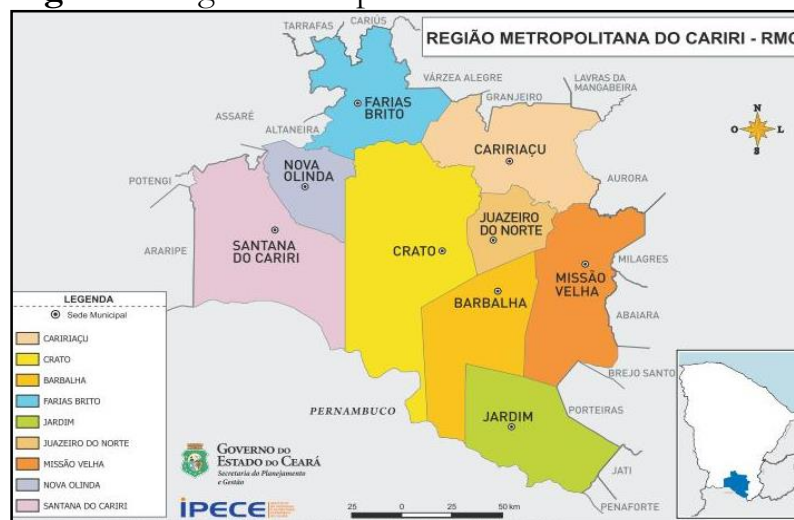 REGIÃO METROPOLITANA DO CARIRI - RMC
TARRAFAS
CARIÚS
VÁRZEA ALEGRE
GRANJEIRO
LAVRAS DA
MANGABEIRA
FARIAS
BRITO
ASSARÉ
ALTANEIRA
CARIRIAÇU
N
O
L
S
NOVA
OLINDA
POTENGI
AURORA
JUAZEIRO
DO NORTE
SANTANA
DO CARIRI
CRATO
ARARIPE
MILAGRES
MISSÃO
VELHA
BARBALHA
ABAIARA
BREJO SANTO
PERNAMBUCO
JARDIM
PORTEIRAS
JATI
PENAFORTE
LEGENDA
Sede Municipal
CARIRIAÇU
CRATO
BARBALHA
FARIAS BRITO
JARDIM
JUAZEIRO DO NORTE
MISSÃO VELHA
NOVA OLINDA
SANTANA DO CARIRI
GOVERNO DO
ESTADO DO CEARÁ
Secretaria do Planejamento
e Gestão
IPECE
25 0 25 50 km